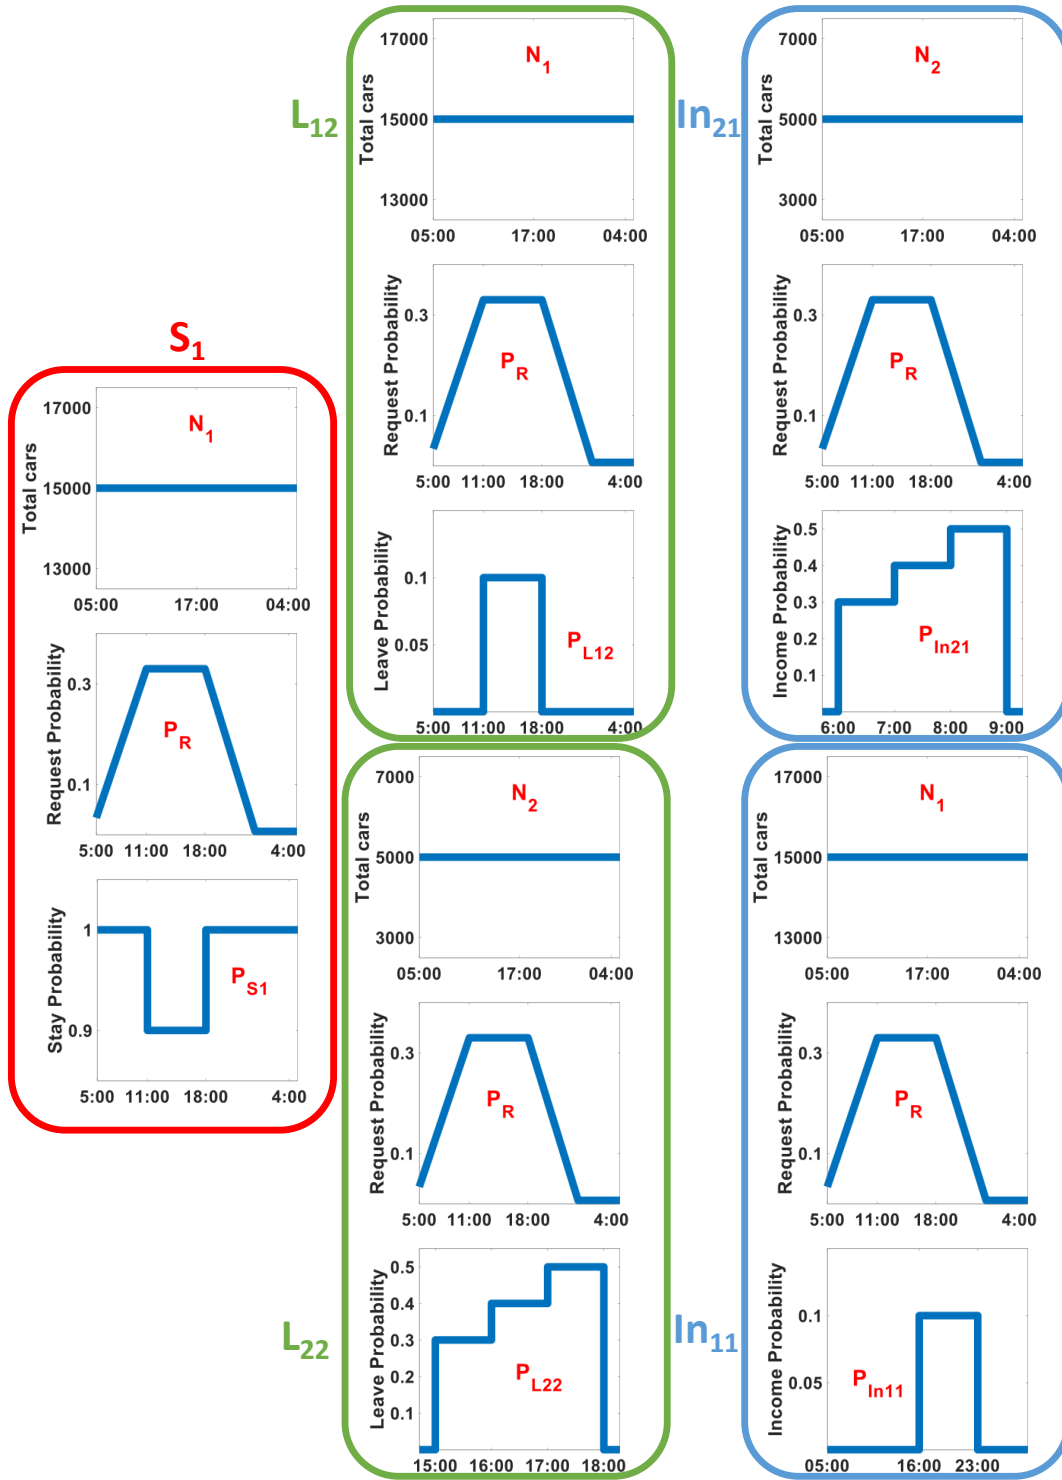 S1
17000
15000
13000
Total cars
N1
05:00 17:00 04:00
0.3
0.1
Request Probability
PR
5:00 11:00 18:00 4:00
1
0.9
Stay Probability
PS1
5:00 11:00 18:00 4:00
L12
17000
15000
13000
Total cars
N1
05:00 17:00 04:00
0.3
0.1
Request Probability
PR
5:00 11:00 18:00 4:00
0.1
0.05
Leave Probability
PL12
5:00 11:00 18:00 4:00
In21
7000
5000
3000
Total cars
N2
05:00 17:00 04:00
0.3
0.1
Request Probability
PR
5:00 11:00 18:00 4:00
0.5
0.4
0.3
0.2
0.1
Income Probability
PIn21
6:00 7:00 8:00 9:00
L22
7000
5000
3000
Total cars
N2
05:00 17:00 04:00
0.3
0.1
Request Probability
PR
5:00 11:00 18:00 4:00
0.5
0.4
0.3
0.2
0.1
Leave Probability
PL22
15:00 16:00 17:00 18:00
In11
17000
15000
13000
Total cars
N1
05:00 17:00 04:00
0.3
0.1
Request Probability
PR
5:00 11:00 18:00 4:00
0.1
0.05
Income Probability
PIn11
05:00 16:00 23:00